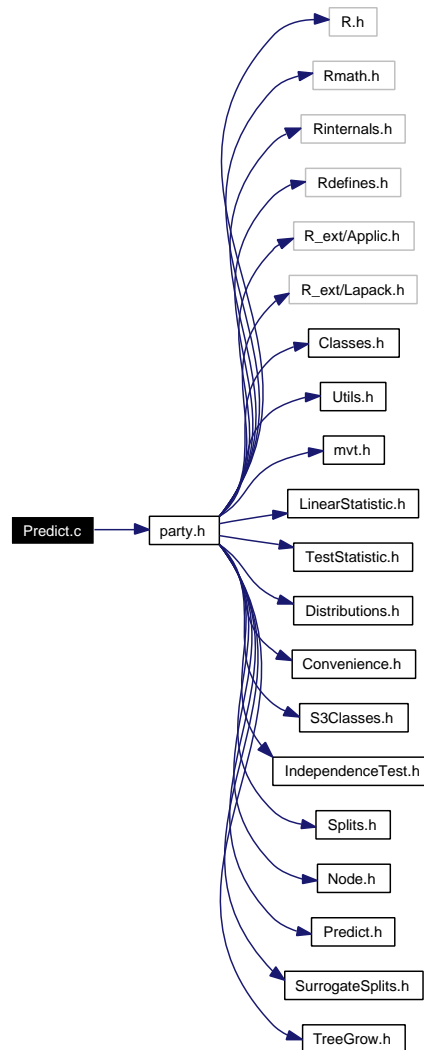 R.h
Rmath.h
Rinternals.h
Rdefines.h
R_ext/Applic.h
R_ext/Lapack.h
Classes.h
Utils.h
mvt.h
LinearStatistic.h
Predict.c
party.h
TestStatistic.h
Distributions.h
Convenience.h
S3Classes.h
IndependenceTest.h
Splits.h
Node.h
Predict.h
SurrogateSplits.h
TreeGrow.h